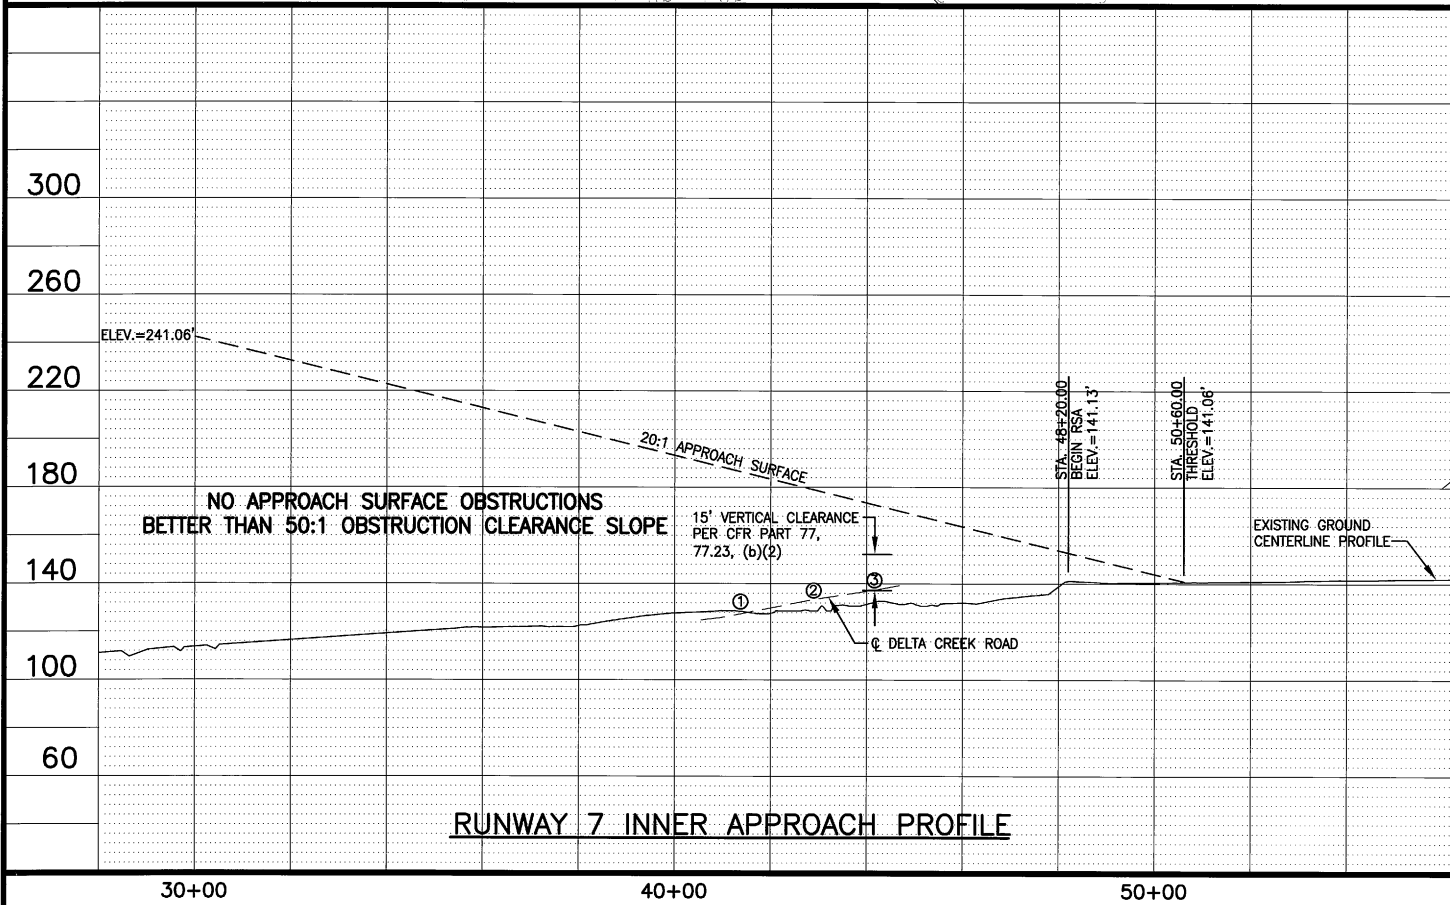 300
260
ELEV.=241.06'
220
20:1 APPROACH SURFACE
STA. 48+20.00
BEGIN RSA
ELEV.=141.13'
STA. 50+60.00
THRESHOLD
ELEV.=141.06'
180
NO APPROACH SURFACE OBSTRUCTIONS
BETTER THAN 50:1 OBSTRUCTION CLEARANCE SLOPE
15' VERTICAL CLEARANCE
PER CFR PART 77,
77.23, (b)(2)
EXISTING GROUND
CENTERLINE PROFILE
140
①
②
③
℄ DELTA CREEK ROAD
100
60
RUNWAY 7 INNER APPROACH PROFILE
30+00
40+00
50+00